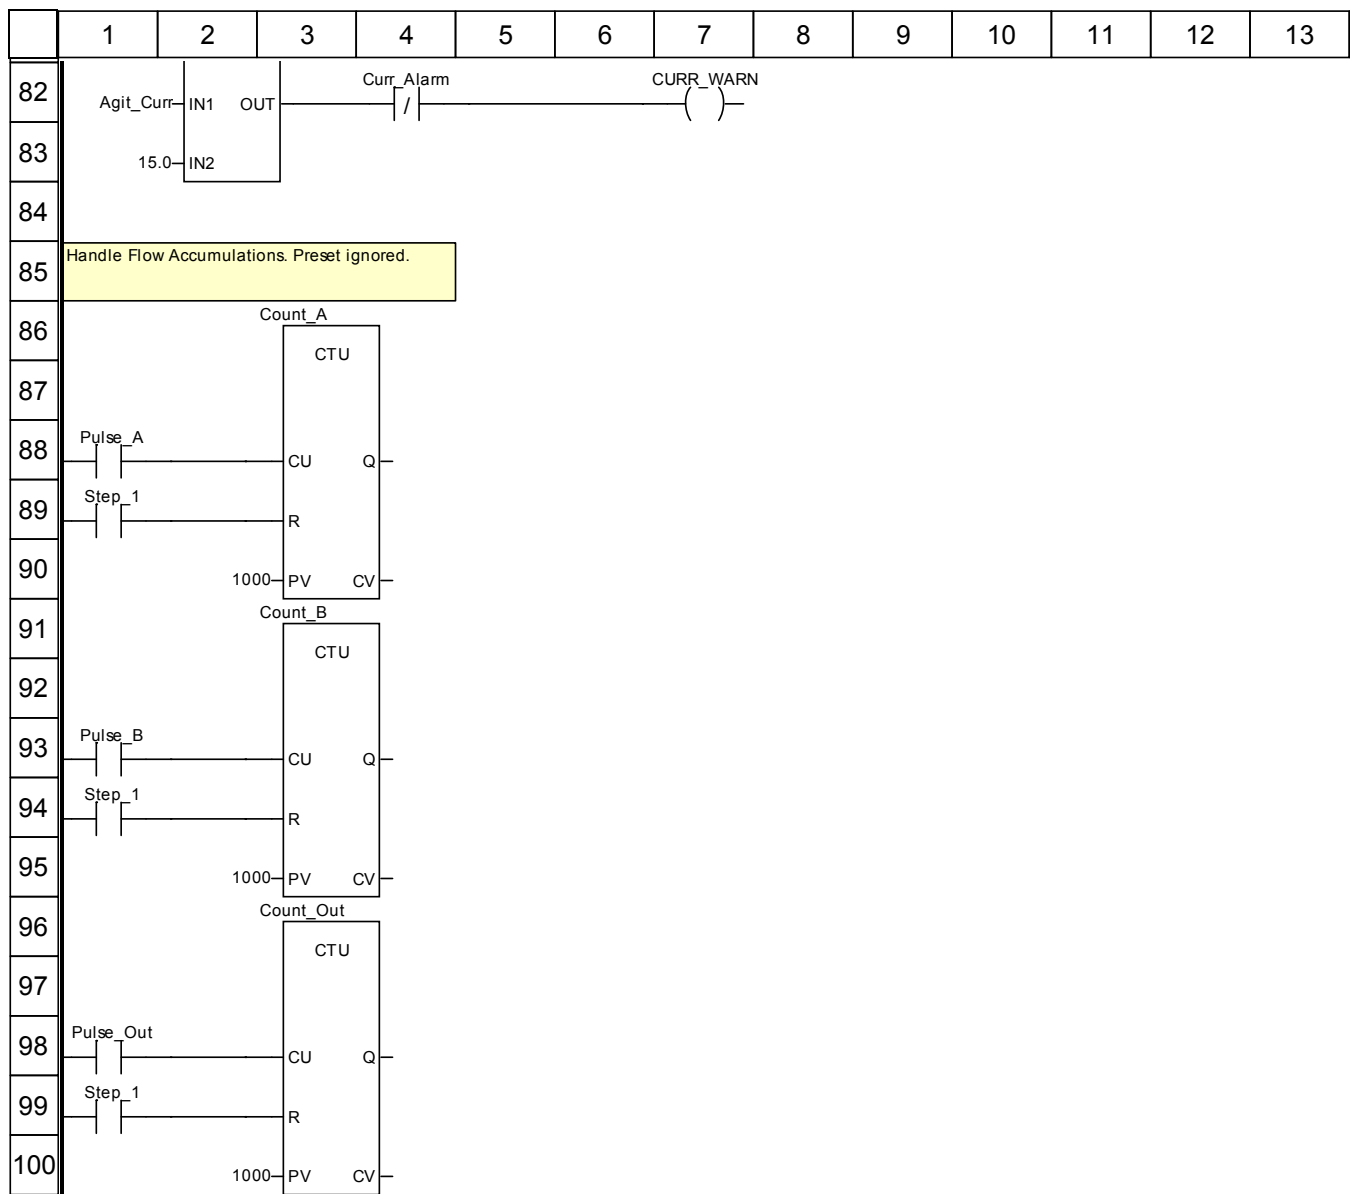 1 2 3 4 5 6 7 8 9 10 11 12 13
82
Curr_Alarm CURR_WARN
Agit_Curr IN1 OUT /
83
15.0 IN2
84
85
Handle Flow Accumulations. Preset ignored.
86
Count_A
CTU
87
88
Pulse_A
CU Q
89
Step_1
R
90
1000 PV CV
91
Count_B
CTU
92
93
Pulse_B
CU Q
94
Step_1
R
95
1000 PV CV
96
Count_Out
CTU
97
98
Pulse_Out
CU Q
99
Step_1
R
100
1000 PV CV